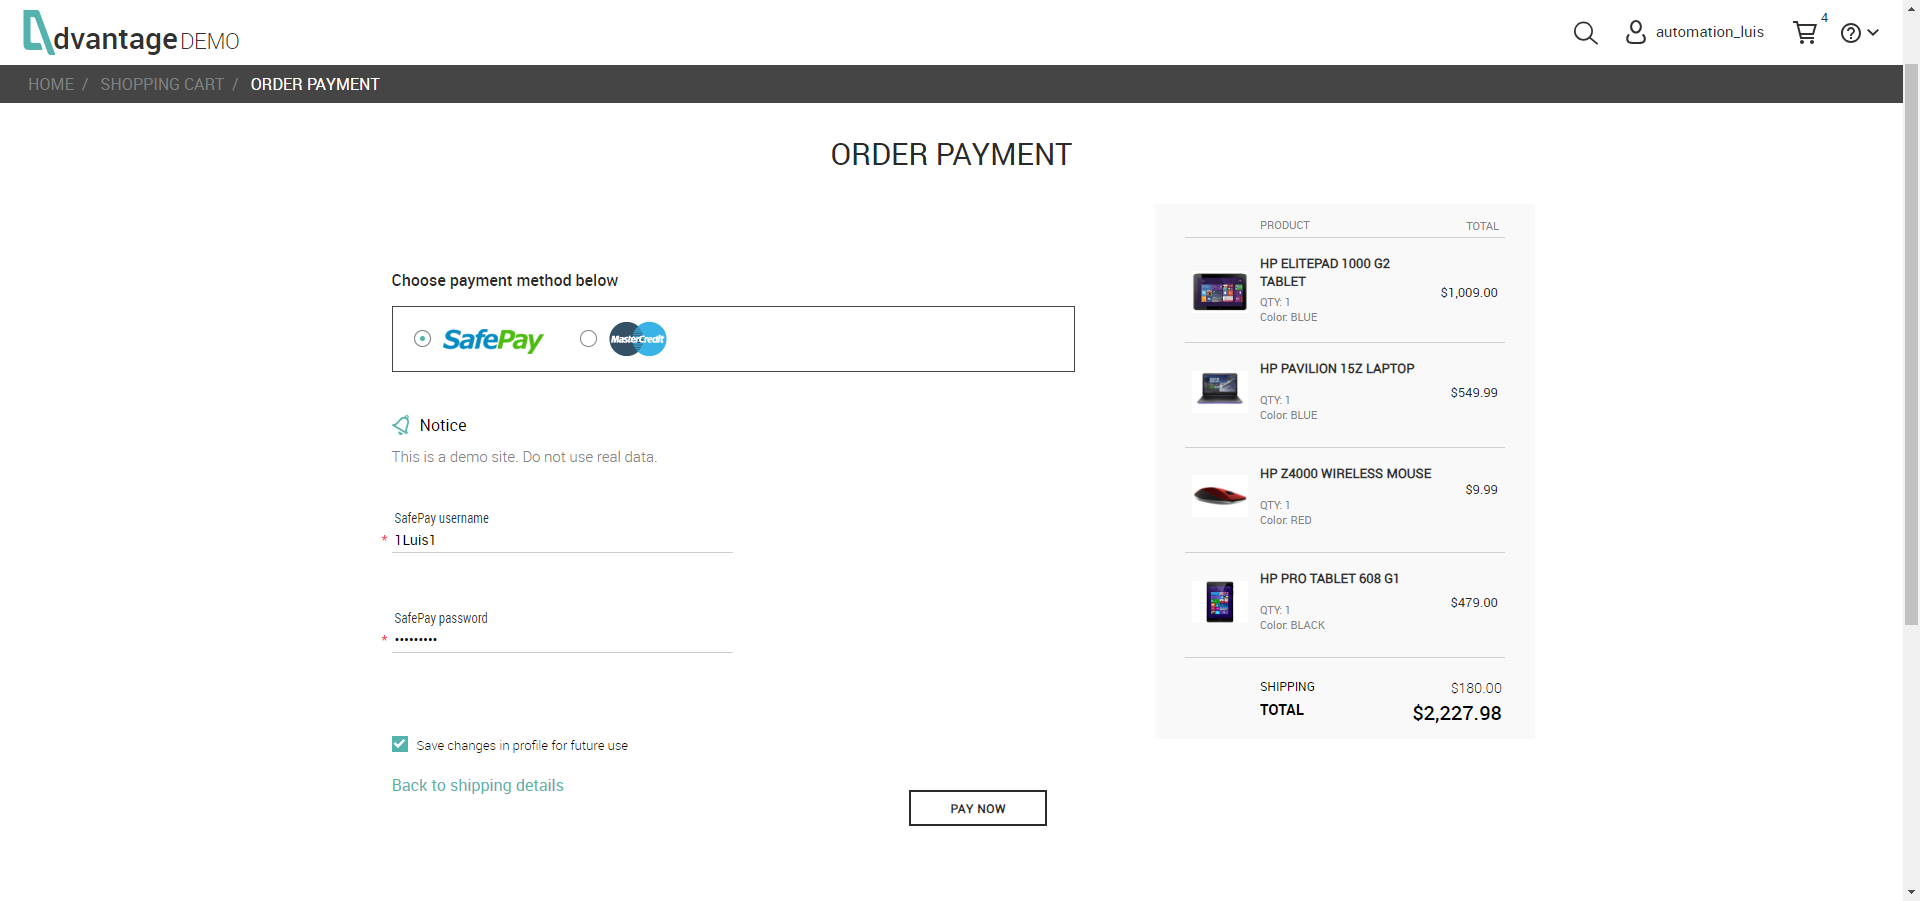 dvantage DEMO
automation_luis
4
HOME / SHOPPING CART / ORDER PAYMENT
ORDER PAYMENT
Choose payment method below
SafePay
MasterCredit
Notice
This is a demo site. Do not use real data.
SafePay username
* 1Luis1
SafePay password
* •••••••••
Save changes in profile for future use
Back to shipping details
PAY NOW
PRODUCT TOTAL
HP ELITEPAD 1000 G2
TABLET
$1,009.00
QTY: 1
Color: BLUE
HP PAVILION 15Z LAPTOP
$549.99
QTY: 1
Color: BLUE
HP Z4000 WIRELESS MOUSE
$9.99
QTY: 1
Color: RED
HP PRO TABLET 608 G1
$479.00
QTY: 1
Color: BLACK
SHIPPING $180.00
TOTAL $2,227.98